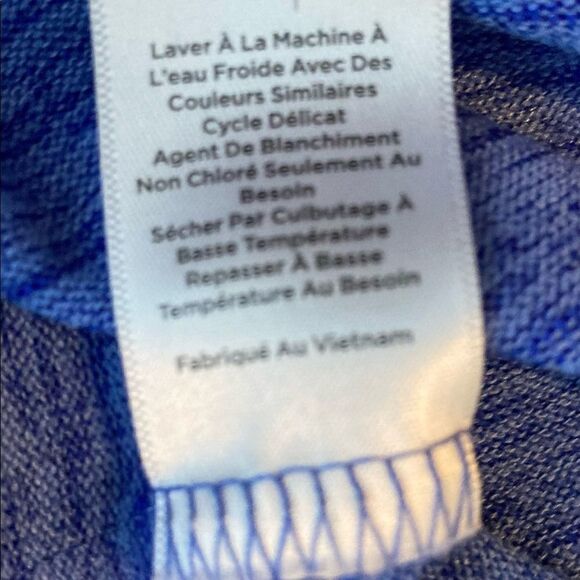 Laver À La Machine À
L'eau Froide Avec Des
Couleurs Similaires
Cycle Délicat
Agent De Blanchiment
Non Chloré Seulement Au
Besoin
Sécher Par Culbutage À
Basse Température
Repasser À Basse
Température Au Besoin
Fabriqué Au Vietnam